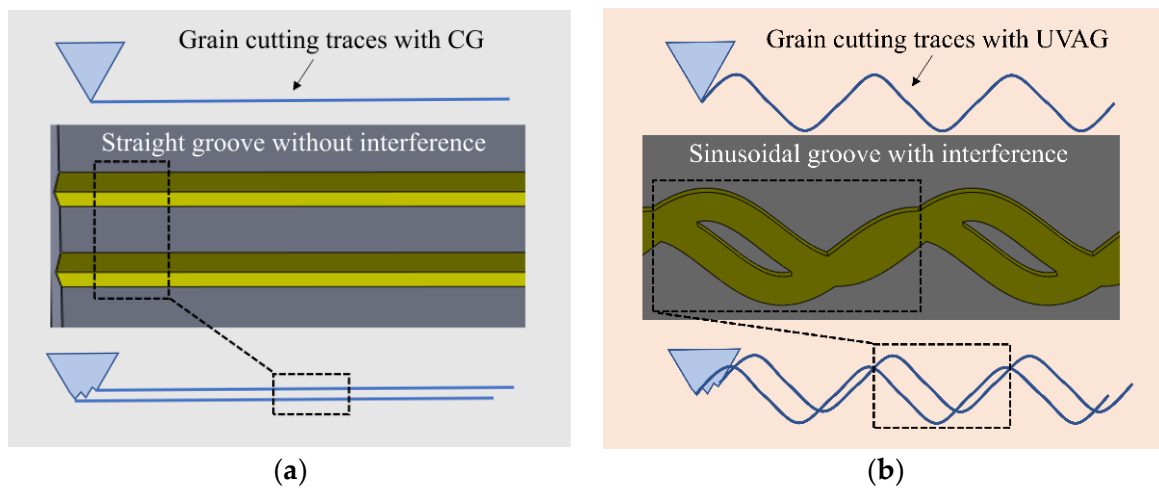 Grain cutting traces with CG
Straight groove without interference
(a)
Grain cutting traces with UVAG
Sinusoidal groove with interference
(b)